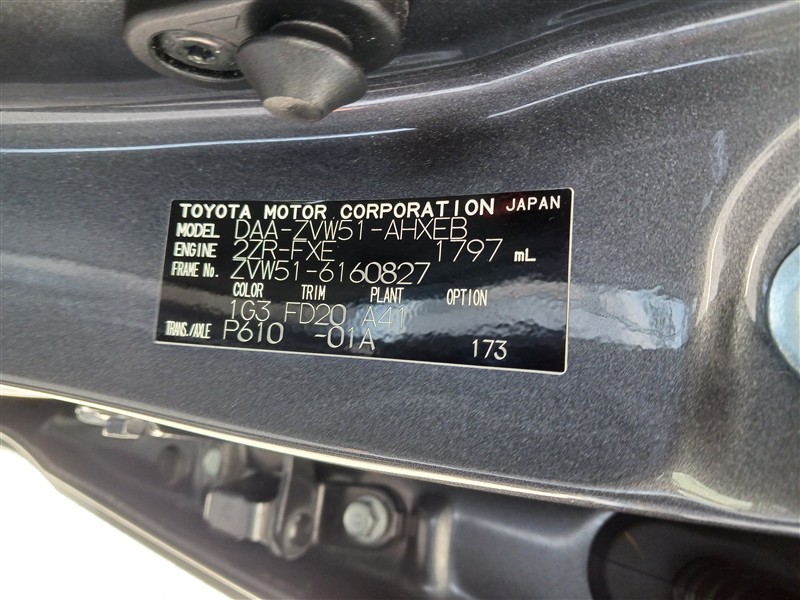 TOYOTA MOTOR CORPORATION JAPAN
MODEL DAA-ZVW51-AHXEB
ENGINE 2ZR-FXE 1797 mL
FRAME No. ZVW51-6160827
COLOR TRIM PLANT OPTION
1G3 FD20 A41
TRANS./AXLE P610 -01A 173